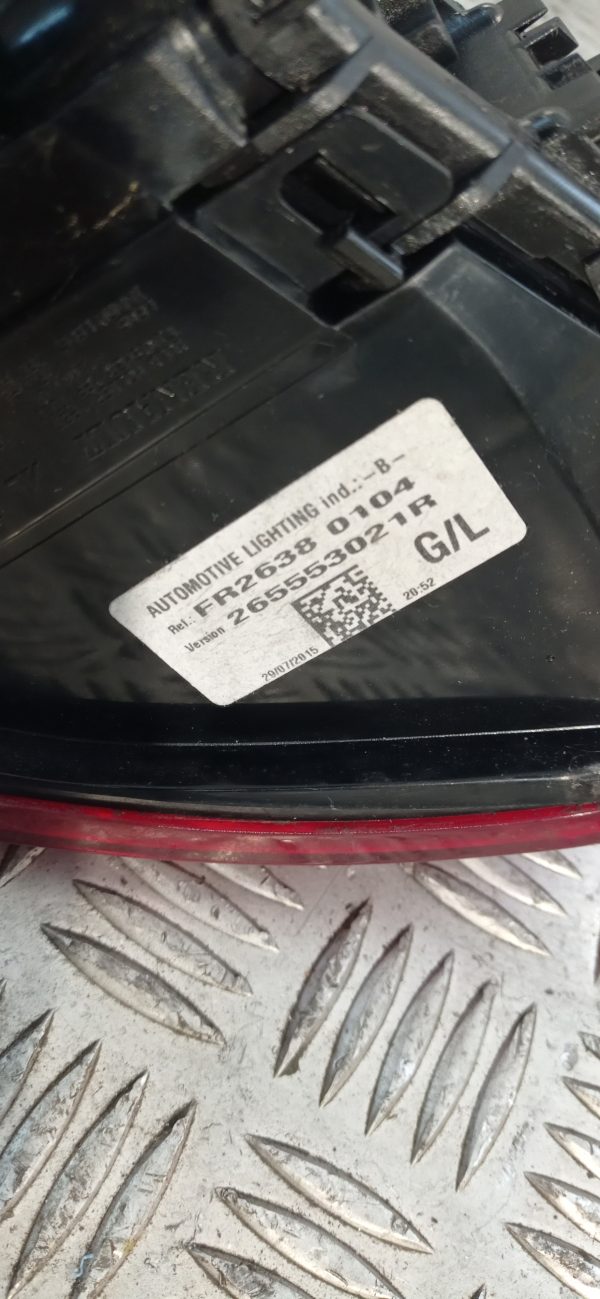 AUTOMOTIVE LIGHTING ind.:-B-
Ref.: FR2638 0104
Version 265553021R
G/L
29/07/2015 20:52